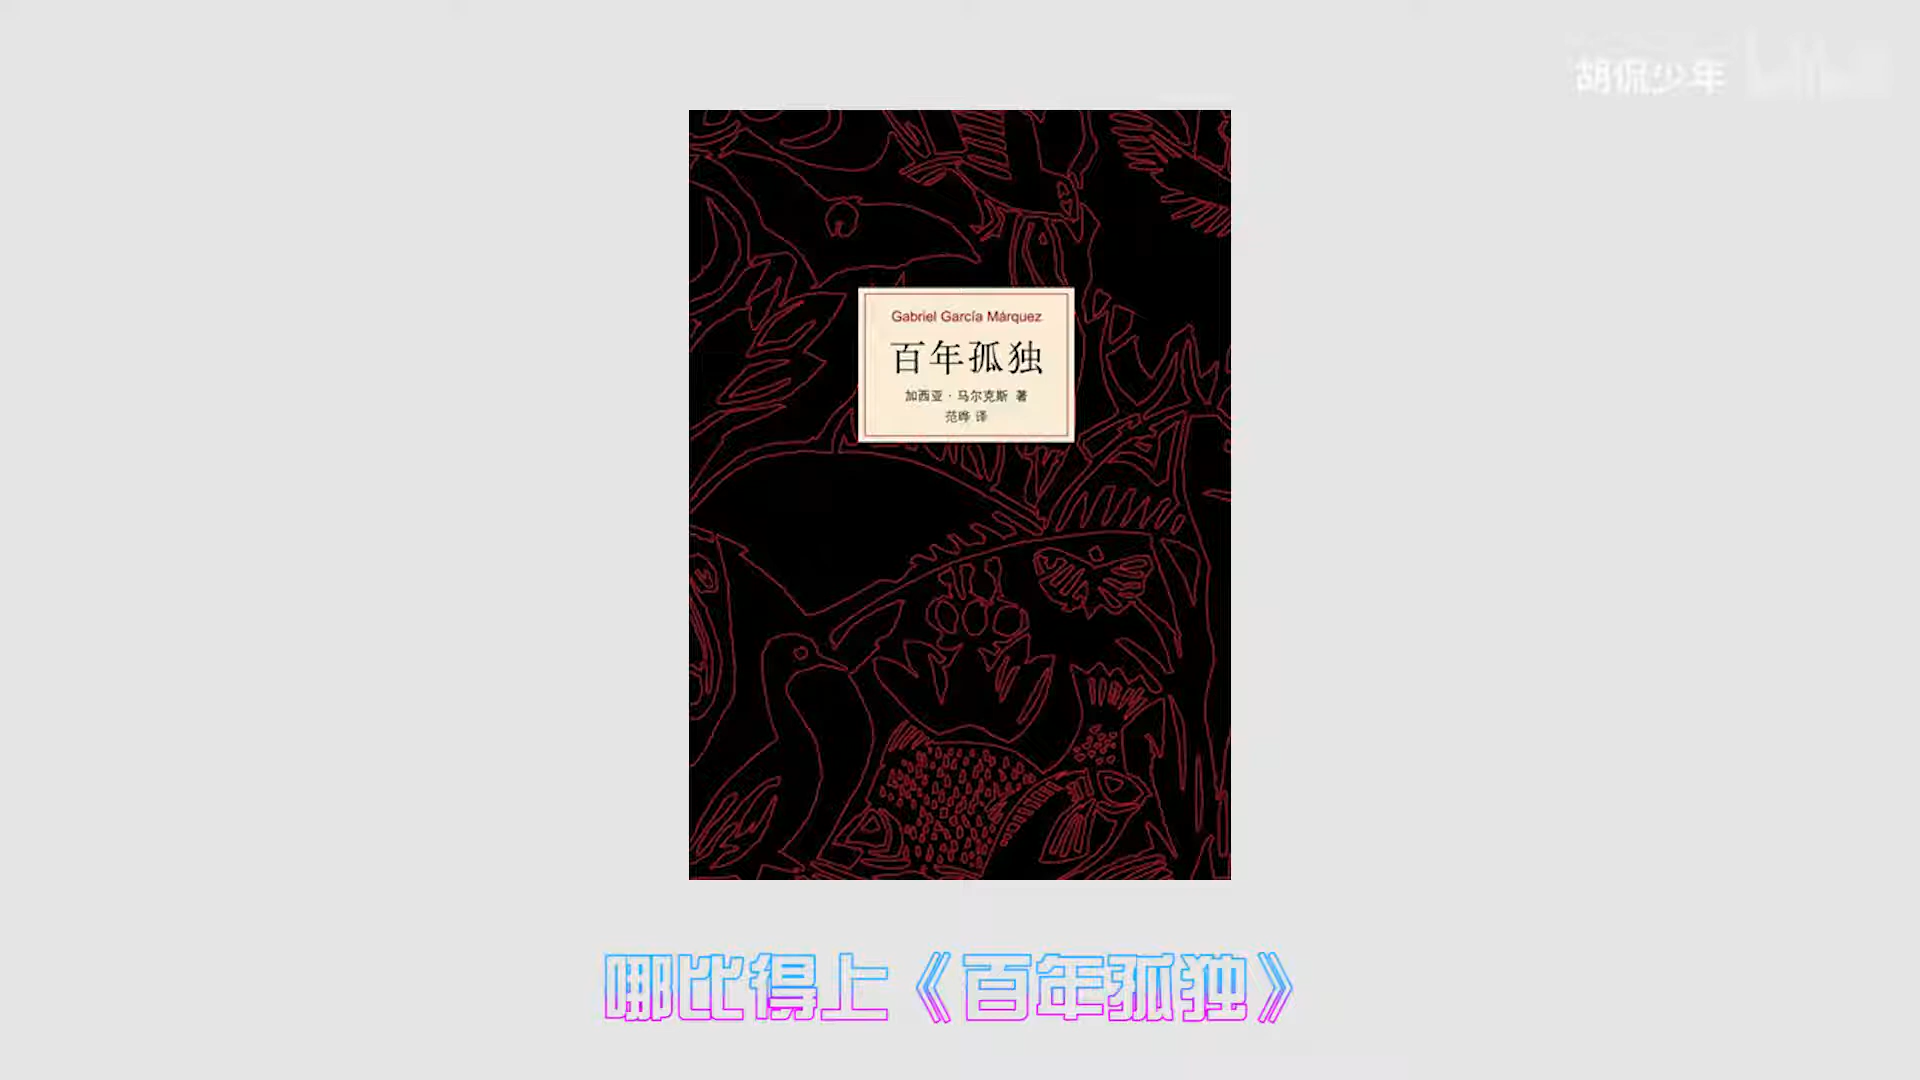 胡侃少年 bilibili
Gabriel García Márquez
百年孤独
加西亚·马尔克斯 著
范晔 译
哪比得上《百年孤独》